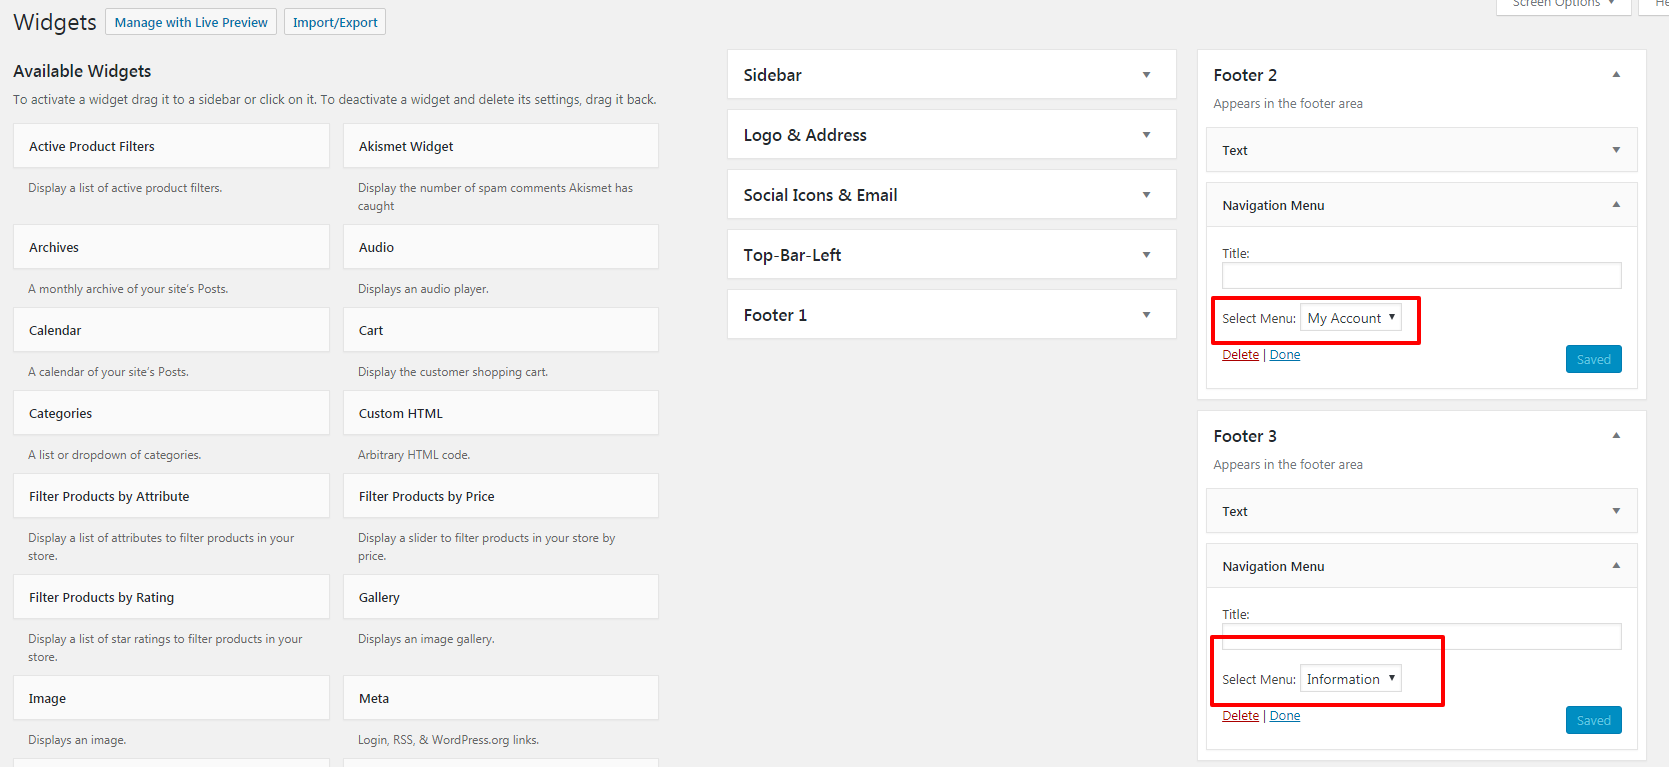 Widgets
Manage with Live Preview
Import/Export
Screen Options
Available Widgets
To activate a widget drag it to a sidebar or click on it. To deactivate a widget and delete its settings, drag it back.
Active Product Filters
Display a list of active product filters.
Akismet Widget
Display the number of spam comments Akismet has
caught
Archives
A monthly archive of your site's Posts.
Audio
Displays an audio player.
Calendar
A calendar of your site's Posts.
Cart
Display the customer shopping cart.
Categories
A list or dropdown of categories.
Custom HTML
Arbitrary HTML code.
Filter Products by Attribute
Display a list of attributes to filter products in your
store.
Filter Products by Price
Display a slider to filter products in your store by
price.
Filter Products by Rating
Display a list of star ratings to filter products in your
store.
Gallery
Displays an image gallery.
Image
Displays an image.
Meta
Login, RSS, & WordPress.org links.
Sidebar
Logo & Address
Social Icons & Email
Top-Bar-Left
Footer 1
Footer 2
Appears in the footer area
Text
Navigation Menu
Title:
Select Menu: My Account
Delete | Done
Saved
Footer 3
Appears in the footer area
Text
Navigation Menu
Title:
Select Menu: Information
Delete | Done
Saved